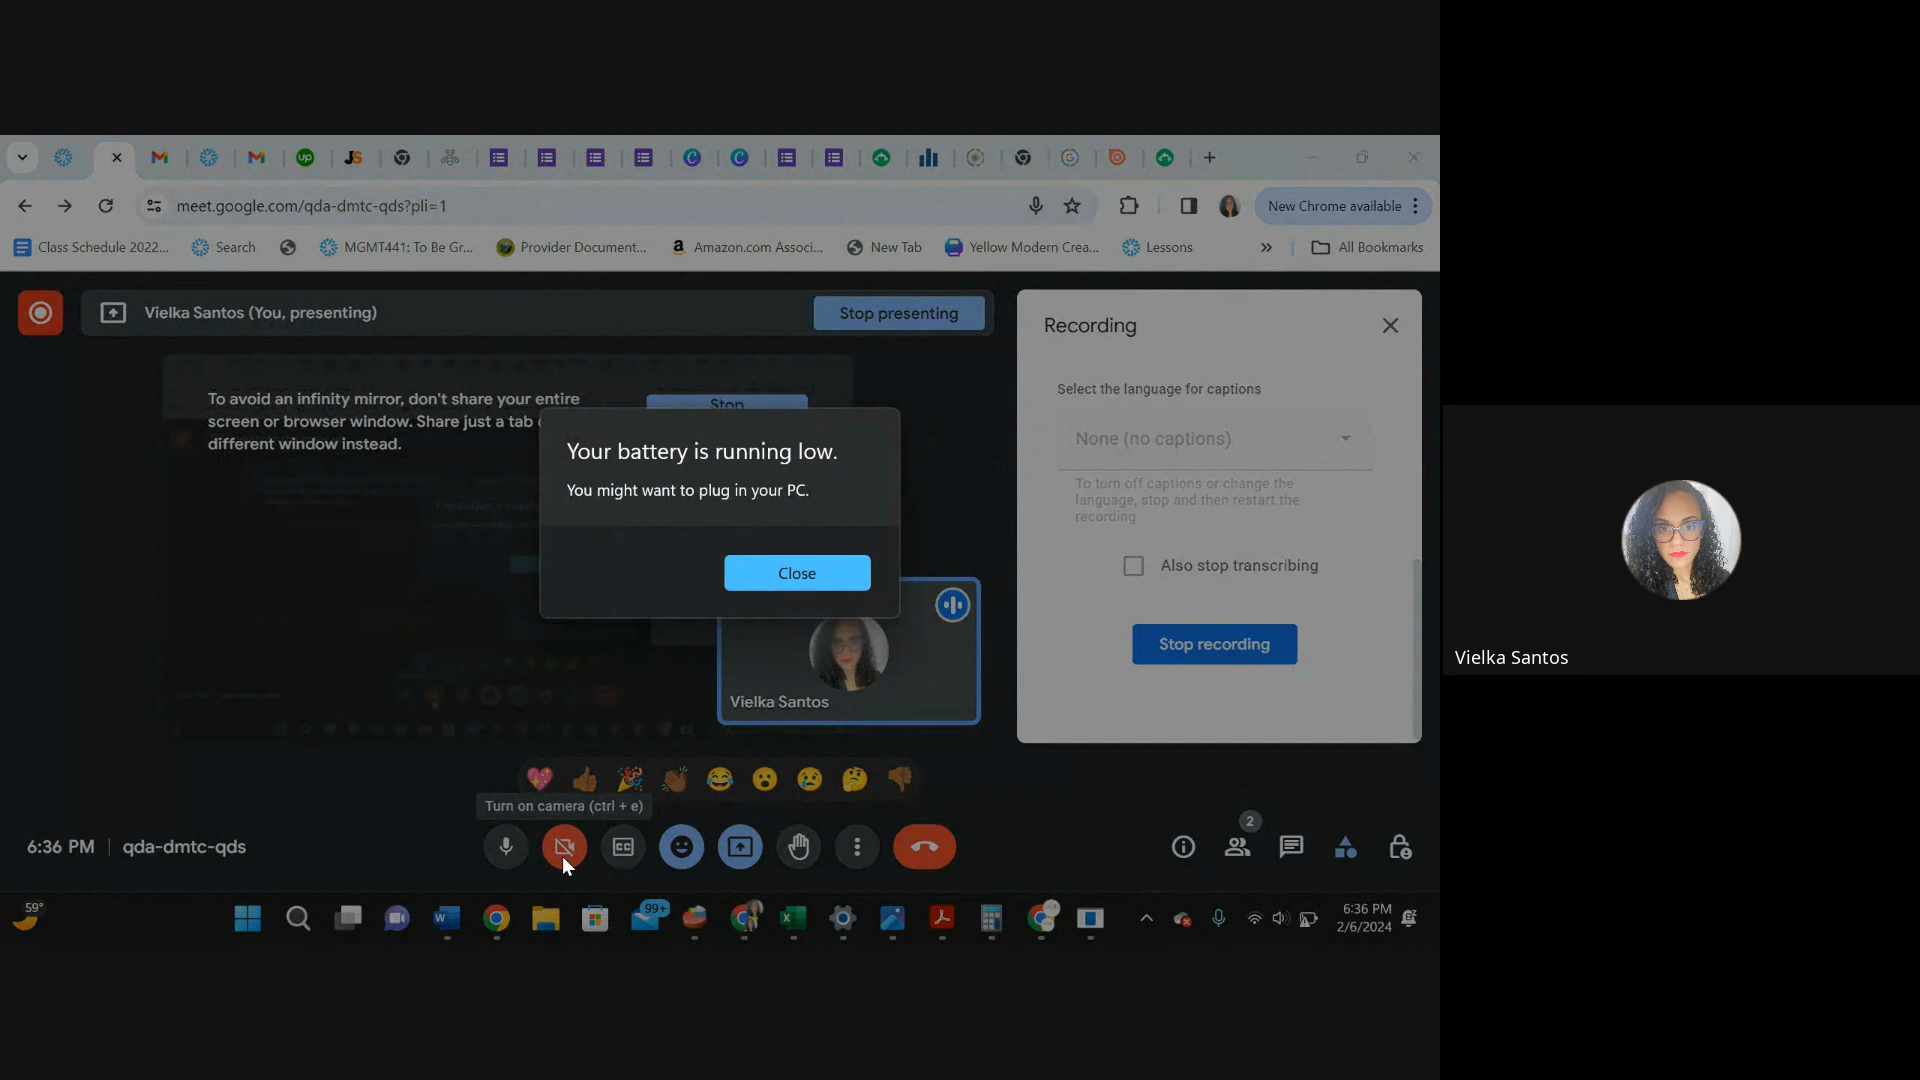 meet.google.com/qda-dmtc-qds?pli=1
New Chrome available
Class Schedule 2022...
Search
MGMT441: To Be Gr...
Provider Document...
Amazon.com Associ...
New Tab
Yellow Modern Crea...
Lessons
»
All Bookmarks
Vielka Santos (You, presenting)
Stop presenting
To avoid an infinity mirror, don't share your entire
screen or browser window. Share just a tab
different window instead.
Stop
Your battery is running low.
You might want to plug in your PC.
Close
Vielka Santos
Recording
Select the language for captions
None (no captions)
To turn off captions or change the
language, stop and then restart the
recording
Also stop transcribing
Stop recording
Vielka Santos
Turn on camera (ctrl + e)
6:36 PM | qda-dmtc-qds
2
59°
99+
6:36 PM
2/6/2024